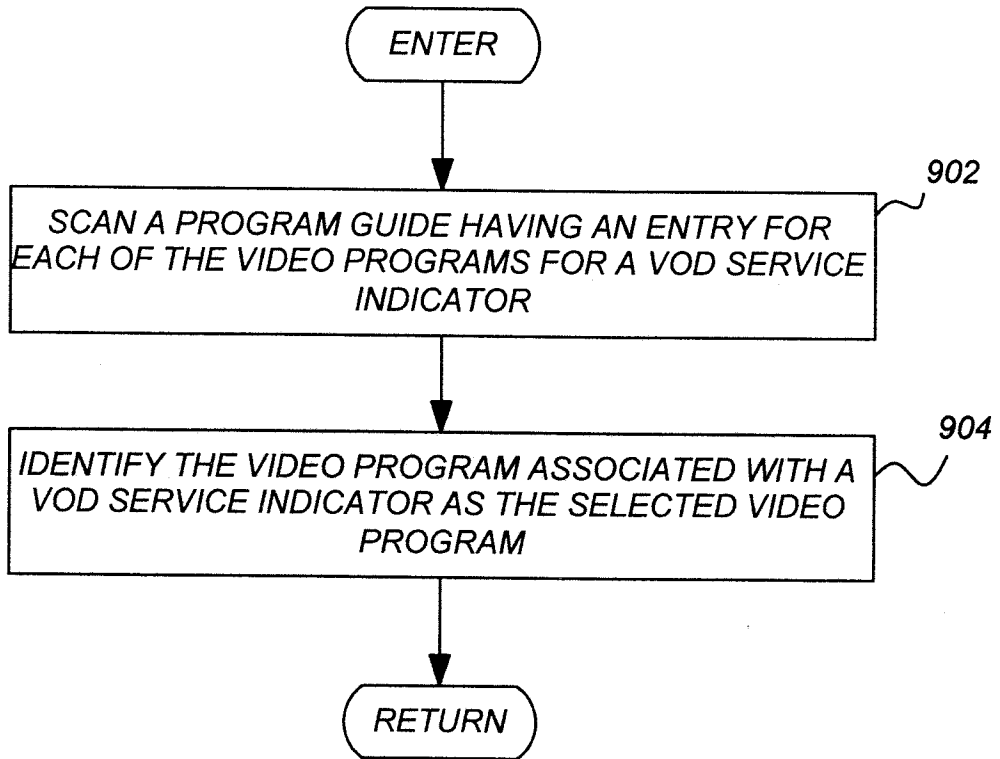 ENTER
902
SCAN A PROGRAM GUIDE HAVING AN ENTRY FOR
EACH OF THE VIDEO PROGRAMS FOR A VOD SERVICE
INDICATOR
904
IDENTIFY THE VIDEO PROGRAM ASSOCIATED WITH A
VOD SERVICE INDICATOR AS THE SELECTED VIDEO
PROGRAM
RETURN